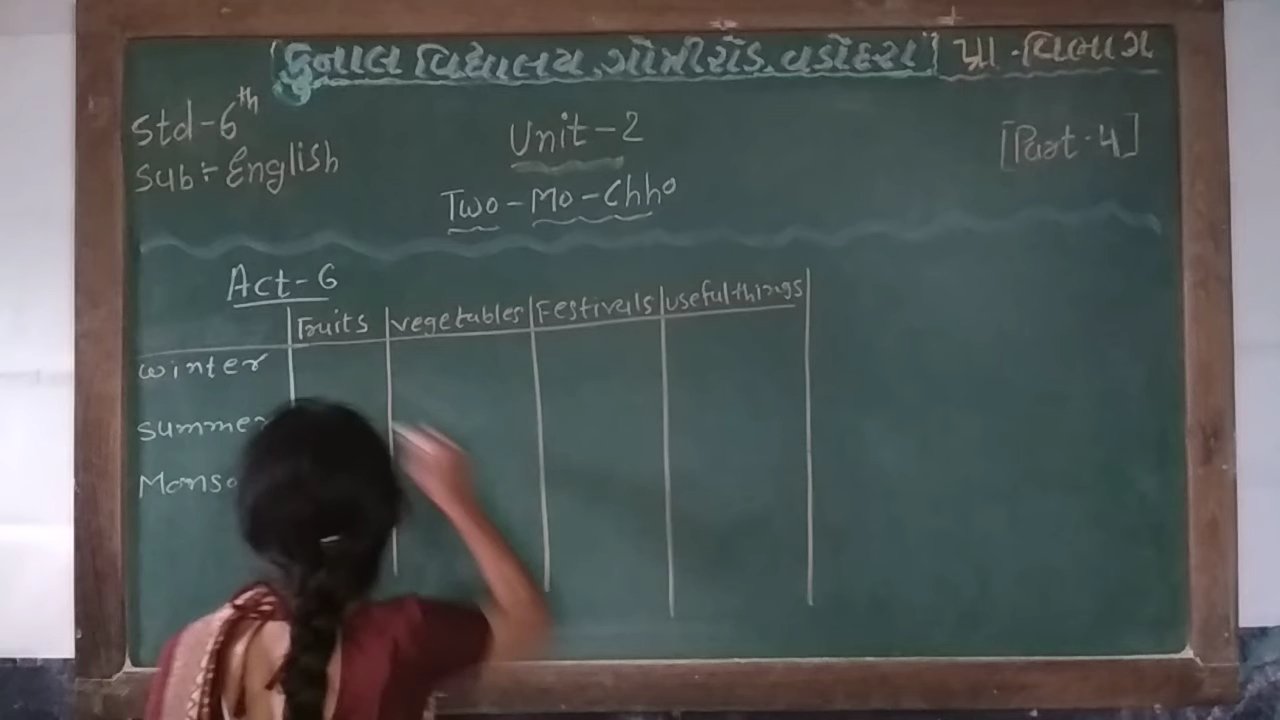 [કુનાલ વિદ્યાલય, ગોત્રીરોડ, વડોદરા] પ્રા.વિભાગ
Std-6th
Sub:- English
Unit-2
[Part-4]
Two-Mo-Chho
Act-6
Fruits vegetables Festivals useful things
winter
Summer
Monso